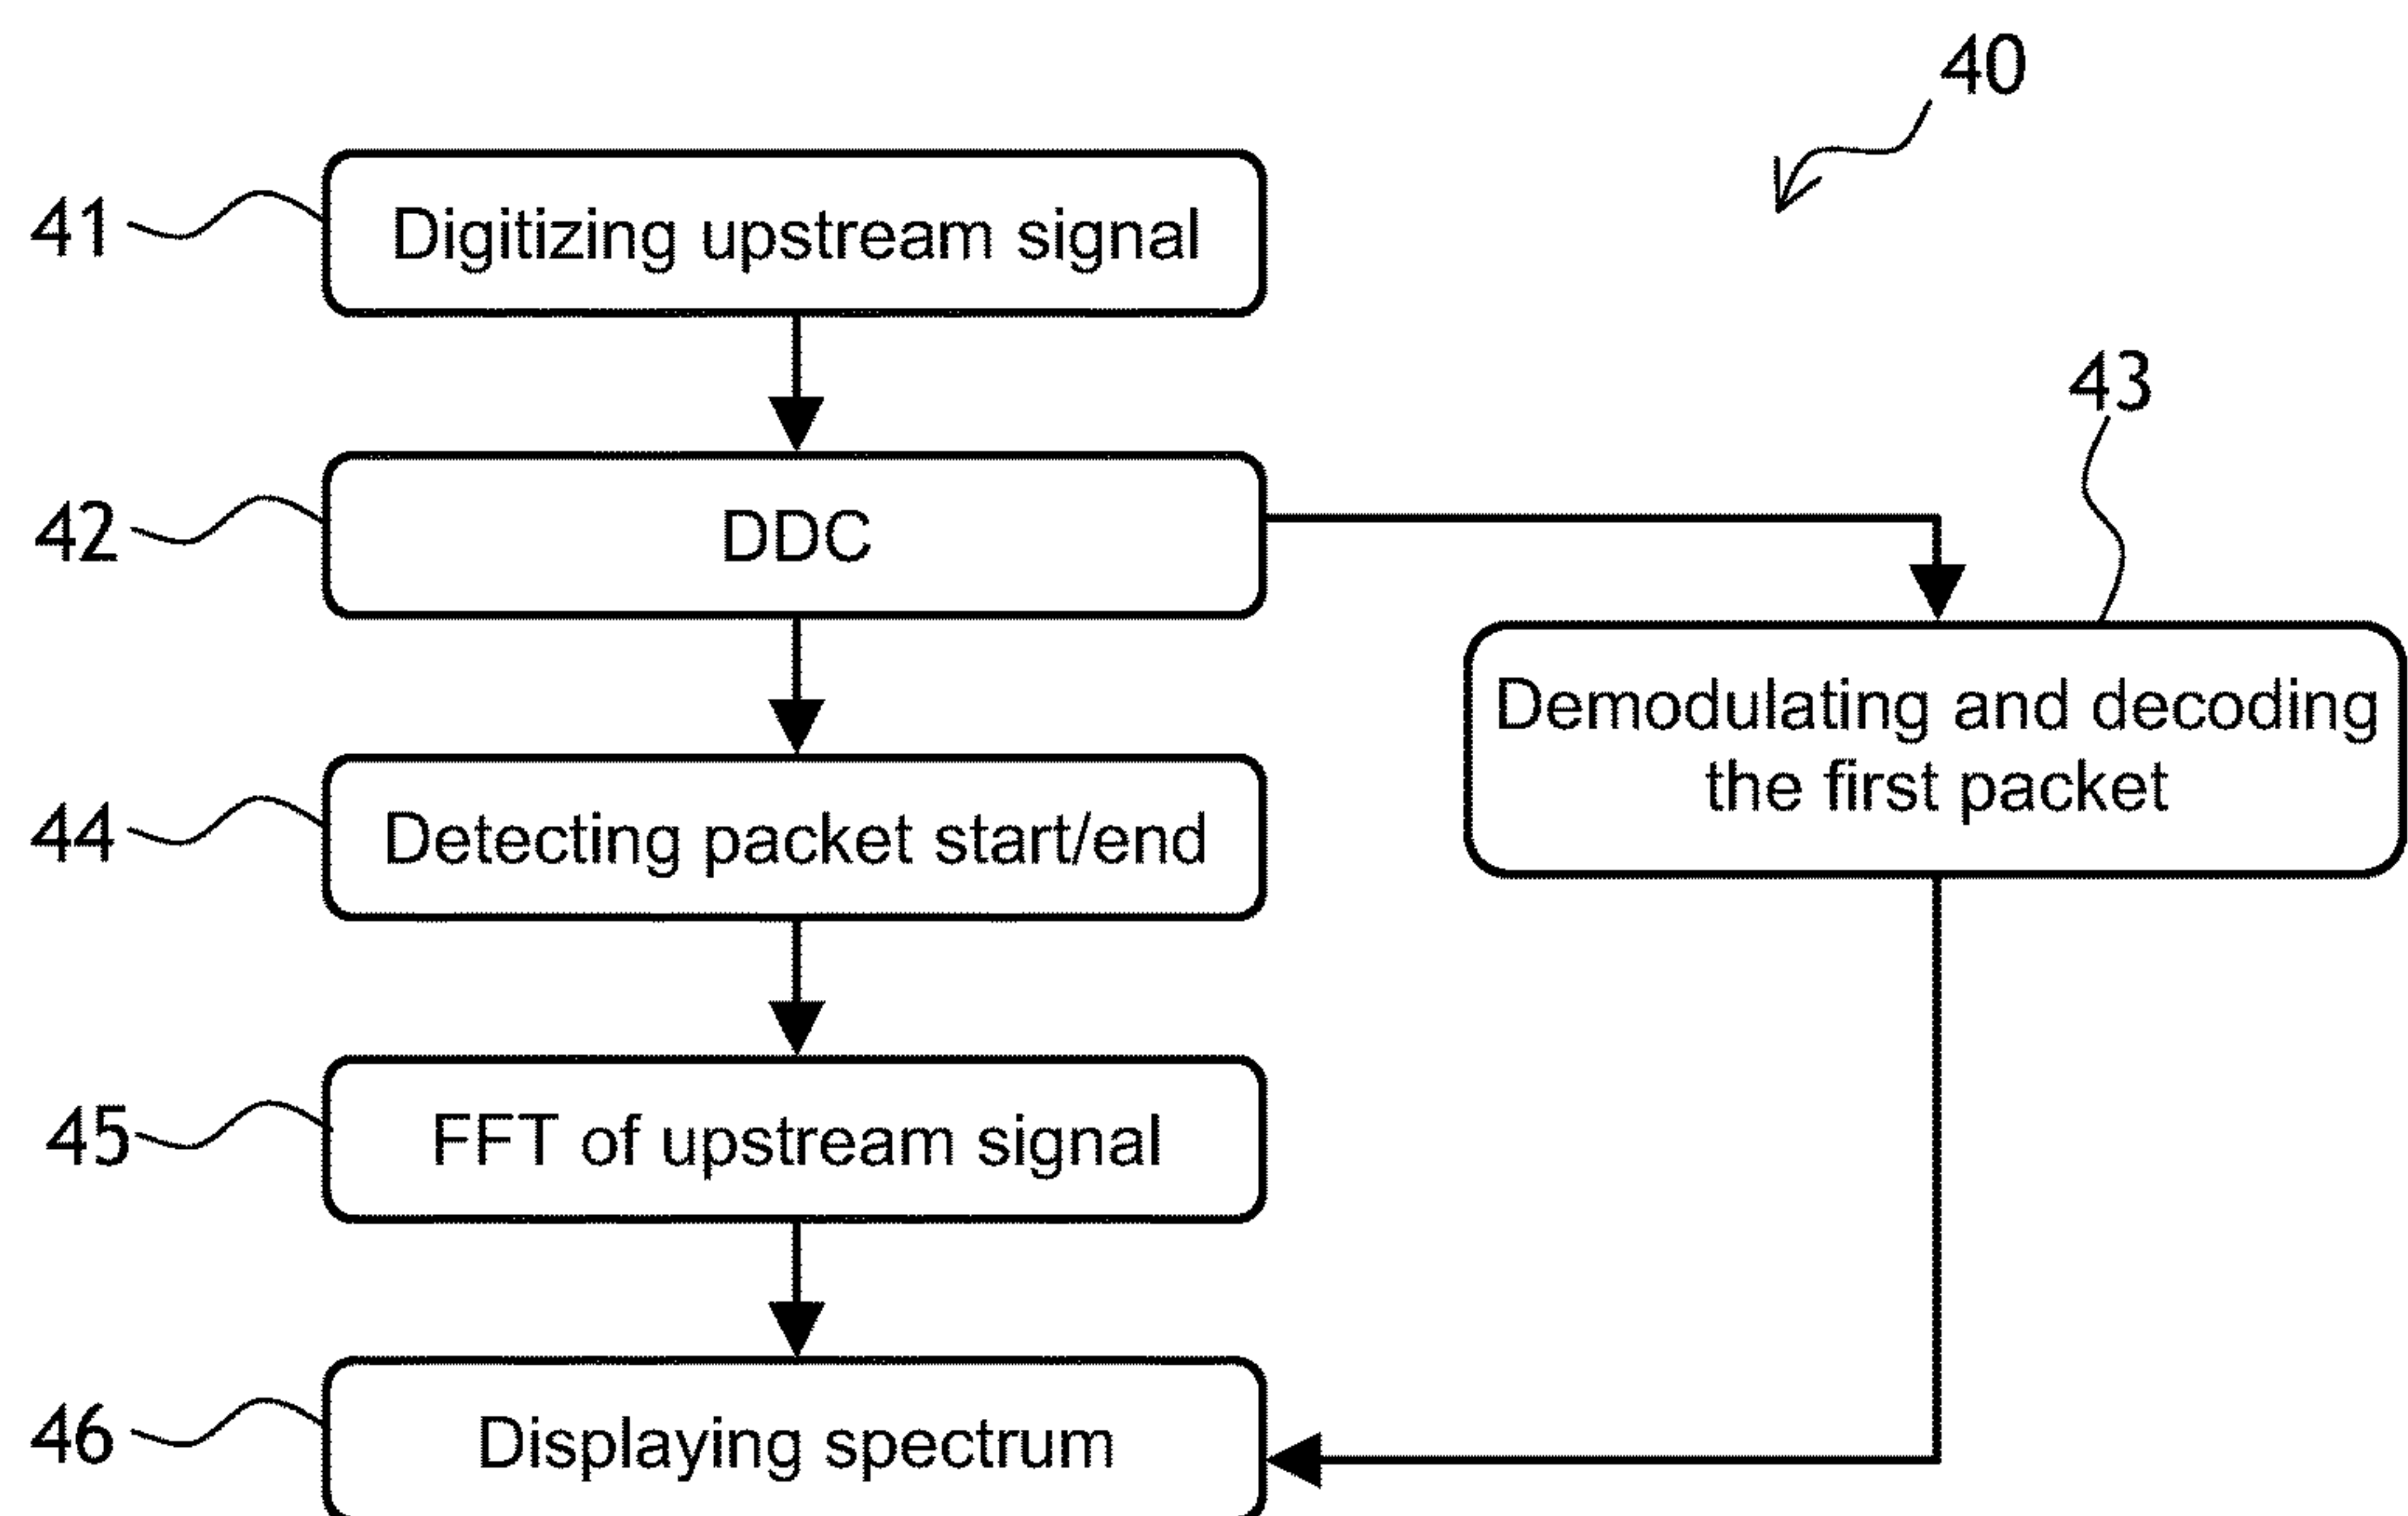 40
41
Digitizing upstream signal
43
42
DDC
Demodulating and decoding
the first packet
44
Detecting packet start/end
45
FFT of upstream signal
46
Displaying spectrum